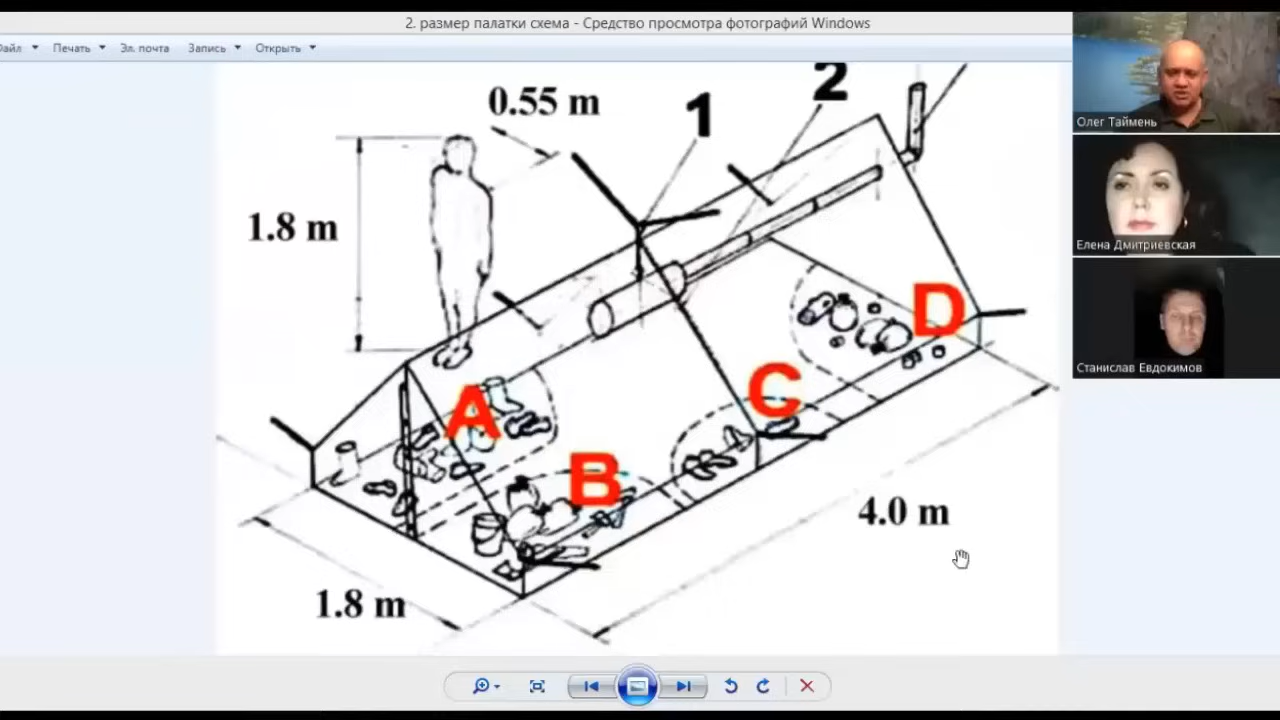 2. размер палатки схема - Средство просмотра фотографий Windows
айл Печать Эл. почта Запись Открыть
0.55 m
1
2
1.8 m
A
B
C
D
4.0 m
1.8 m
Олег Таймень
Елена Дмитриевская
Станислав Евдокимов